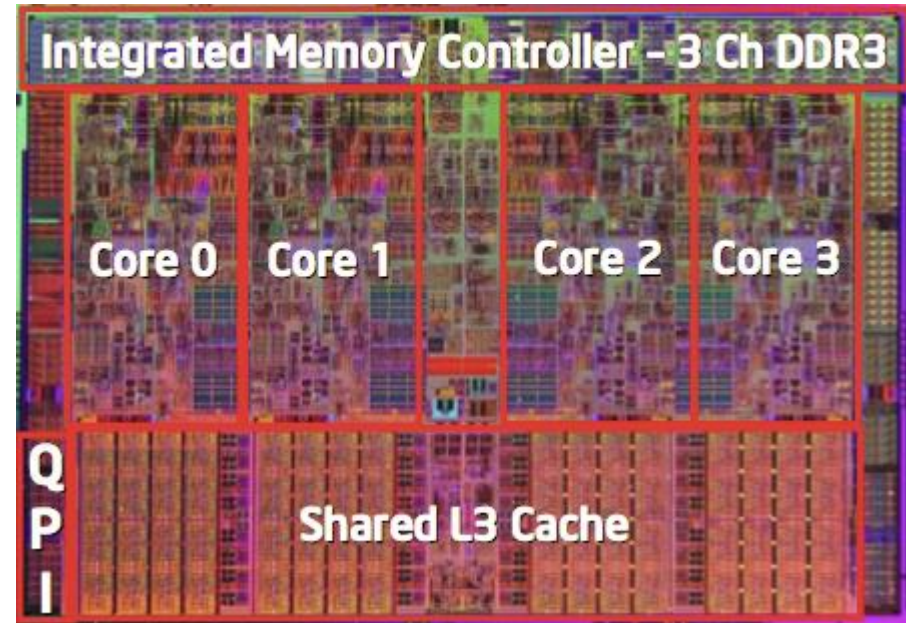 Integrated Memory Controller - 3 Ch DDR3
Core 0
Core 1
Core 2
Core 3
Q
P
I
Shared L3 Cache